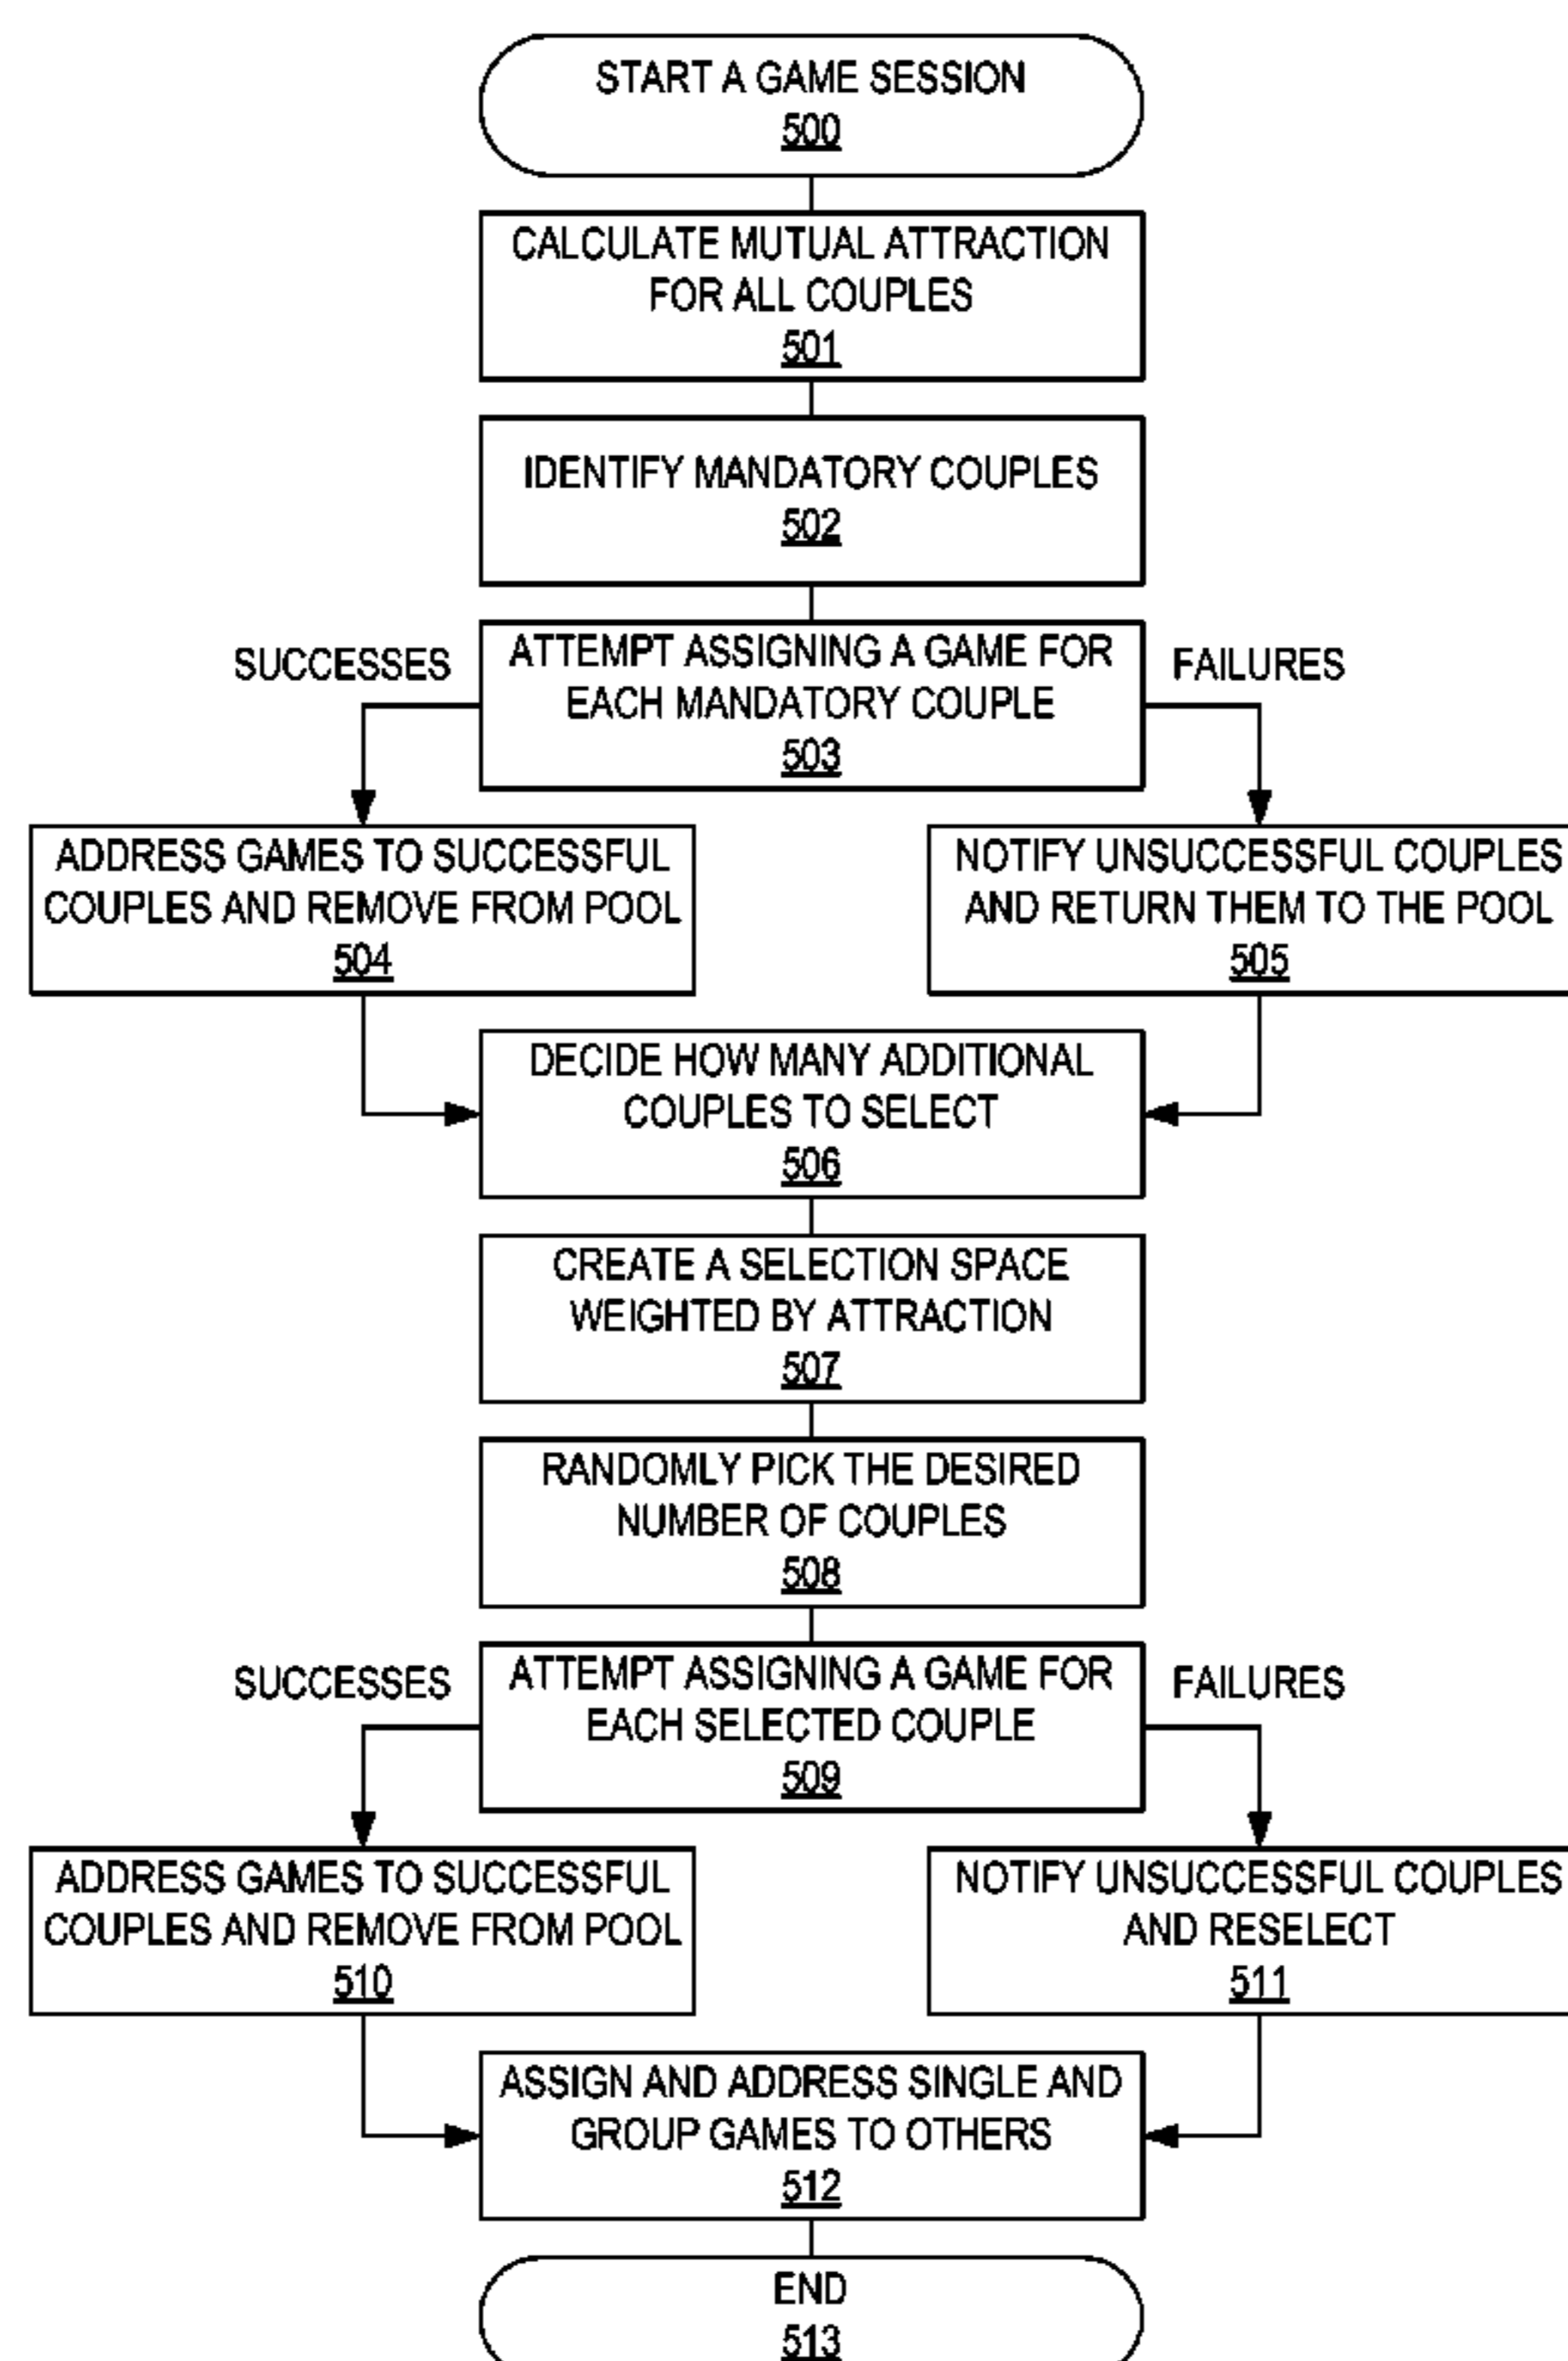 START A GAME SESSION
500
CALCULATE MUTUAL ATTRACTION
FOR ALL COUPLES
501
IDENTIFY MANDATORY COUPLES
502
ATTEMPT ASSIGNING A GAME FOR
EACH MANDATORY COUPLE
503
SUCCESSES
FAILURES
ADDRESS GAMES TO SUCCESSFUL
COUPLES AND REMOVE FROM POOL
504
NOTIFY UNSUCCESSFUL COUPLES
AND RETURN THEM TO THE POOL
505
DECIDE HOW MANY ADDITIONAL
COUPLES TO SELECT
506
CREATE A SELECTION SPACE
WEIGHTED BY ATTRACTION
507
RANDOMLY PICK THE DESIRED
NUMBER OF COUPLES
508
ATTEMPT ASSIGNING A GAME FOR
EACH SELECTED COUPLE
509
SUCCESSES
FAILURES
ADDRESS GAMES TO SUCCESSFUL
COUPLES AND REMOVE FROM POOL
510
NOTIFY UNSUCCESSFUL COUPLES
AND RESELECT
511
ASSIGN AND ADDRESS SINGLE AND
GROUP GAMES TO OTHERS
512
END
513